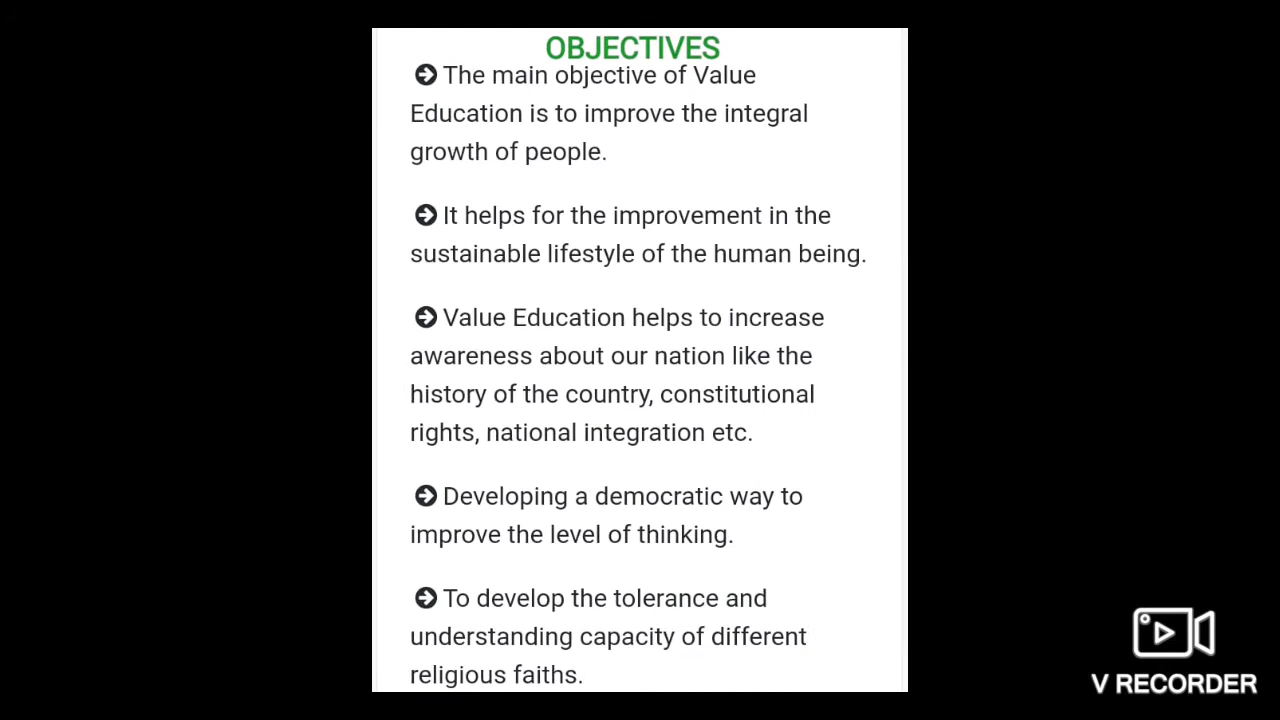 OBJECTIVES
The main objective of Value
Education is to improve the integral
growth of people.
It helps for the improvement in the
sustainable lifestyle of the human being.
Value Education helps to increase
awareness about our nation like the
history of the country, constitutional
rights, national integration etc.
Developing a democratic way to
improve the level of thinking.
To develop the tolerance and
understanding capacity of different
religious faiths.
V RECORDER